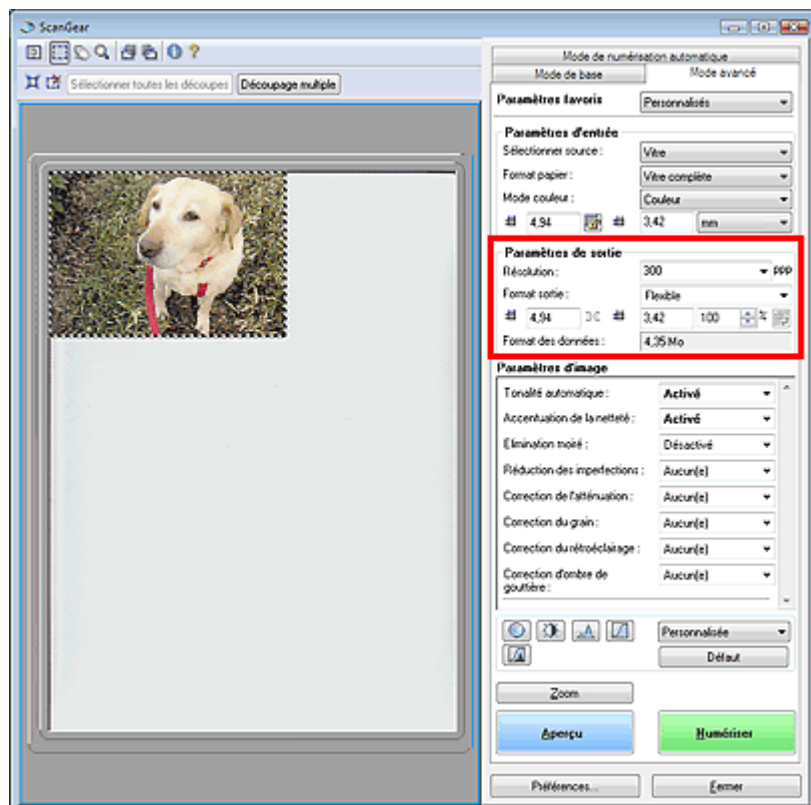 ScanGear
Sélectionner toutes les découpes Découpage multiple
Mode de numérisation automatique
Mode de base Mode avancé
Paramètres favoris Personnalisés
Paramètres d'entrée
Sélectionner source : Vitre
Format papier : Vitre complète
Mode couleur : Couleur
4,94 3,42 mm
Paramètres de sortie
Résolution : 300 ppp
Format sortie : Flexible
4,94 3,42 100 %
Format des données : 4,35 Mo
Paramètres d'image
Tonalité automatique : Activé
Accentuation de la netteté : Activé
Elimination moiré : Désactivé
Réduction des imperfections : Aucun(e)
Correction de l'atténuation : Aucun(e)
Correction du grain : Aucun(e)
Correction du rétroéclairage : Aucun(e)
Correction d'ombre de gouttière : Aucun(e)
Personnalisée
Défaut
Zoom
Aperçu Numériser
Préférences... Fermer